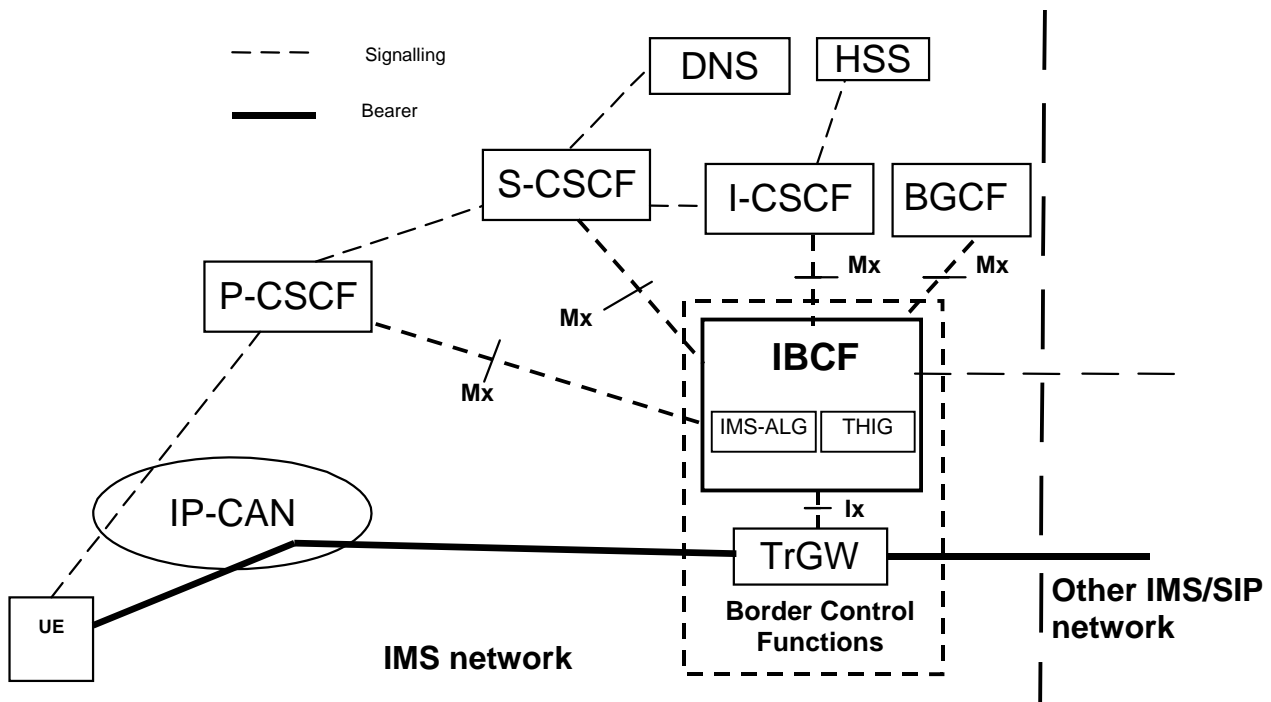 Signalling
Bearer
DNS
HSS
S-CSCF
I-CSCF
BGCF
P-CSCF
Mx
Mx
Mx
Mx
IBCF
IMS-ALG
THIG
IP-CAN
Ix
TrGW
UE
Border Control
Functions
Other IMS/SIP
network
IMS network